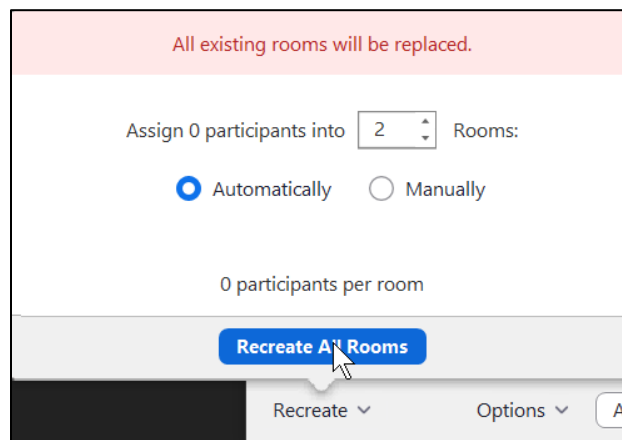 All existing rooms will be replaced.
Assign 0 participants into 2 Rooms:
Automatically Manually
0 participants per room
Recreate All Rooms
Recreate Options A